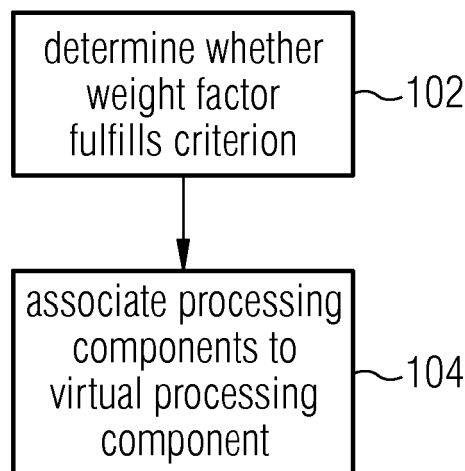 determine whether
weight factor
fulfills criterion
102
associate processing
components to
virtual processing
component
104